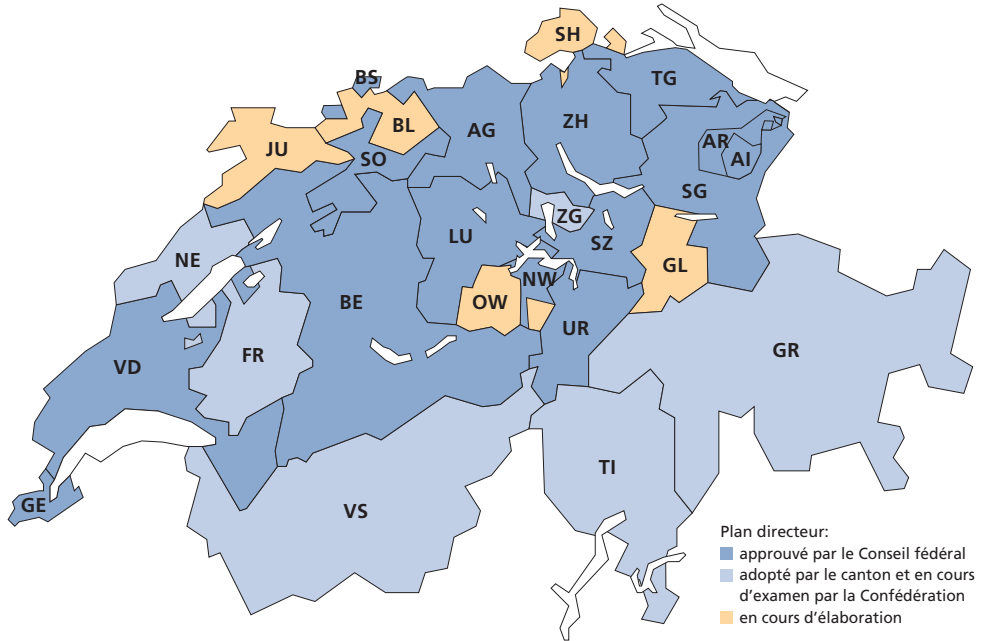 SH
BS
TG
BL
AG
ZH
JU
SO
AR
AI
SG
ZG
LU
SZ
NE
GL
NW
OW
BE
UR
FR
GR
VD
TI
GE
VS
Plan directeur:
approuvé par le Conseil fédéral
adopté par le canton et en cours
d'examen par la Confédération
en cours d'élaboration